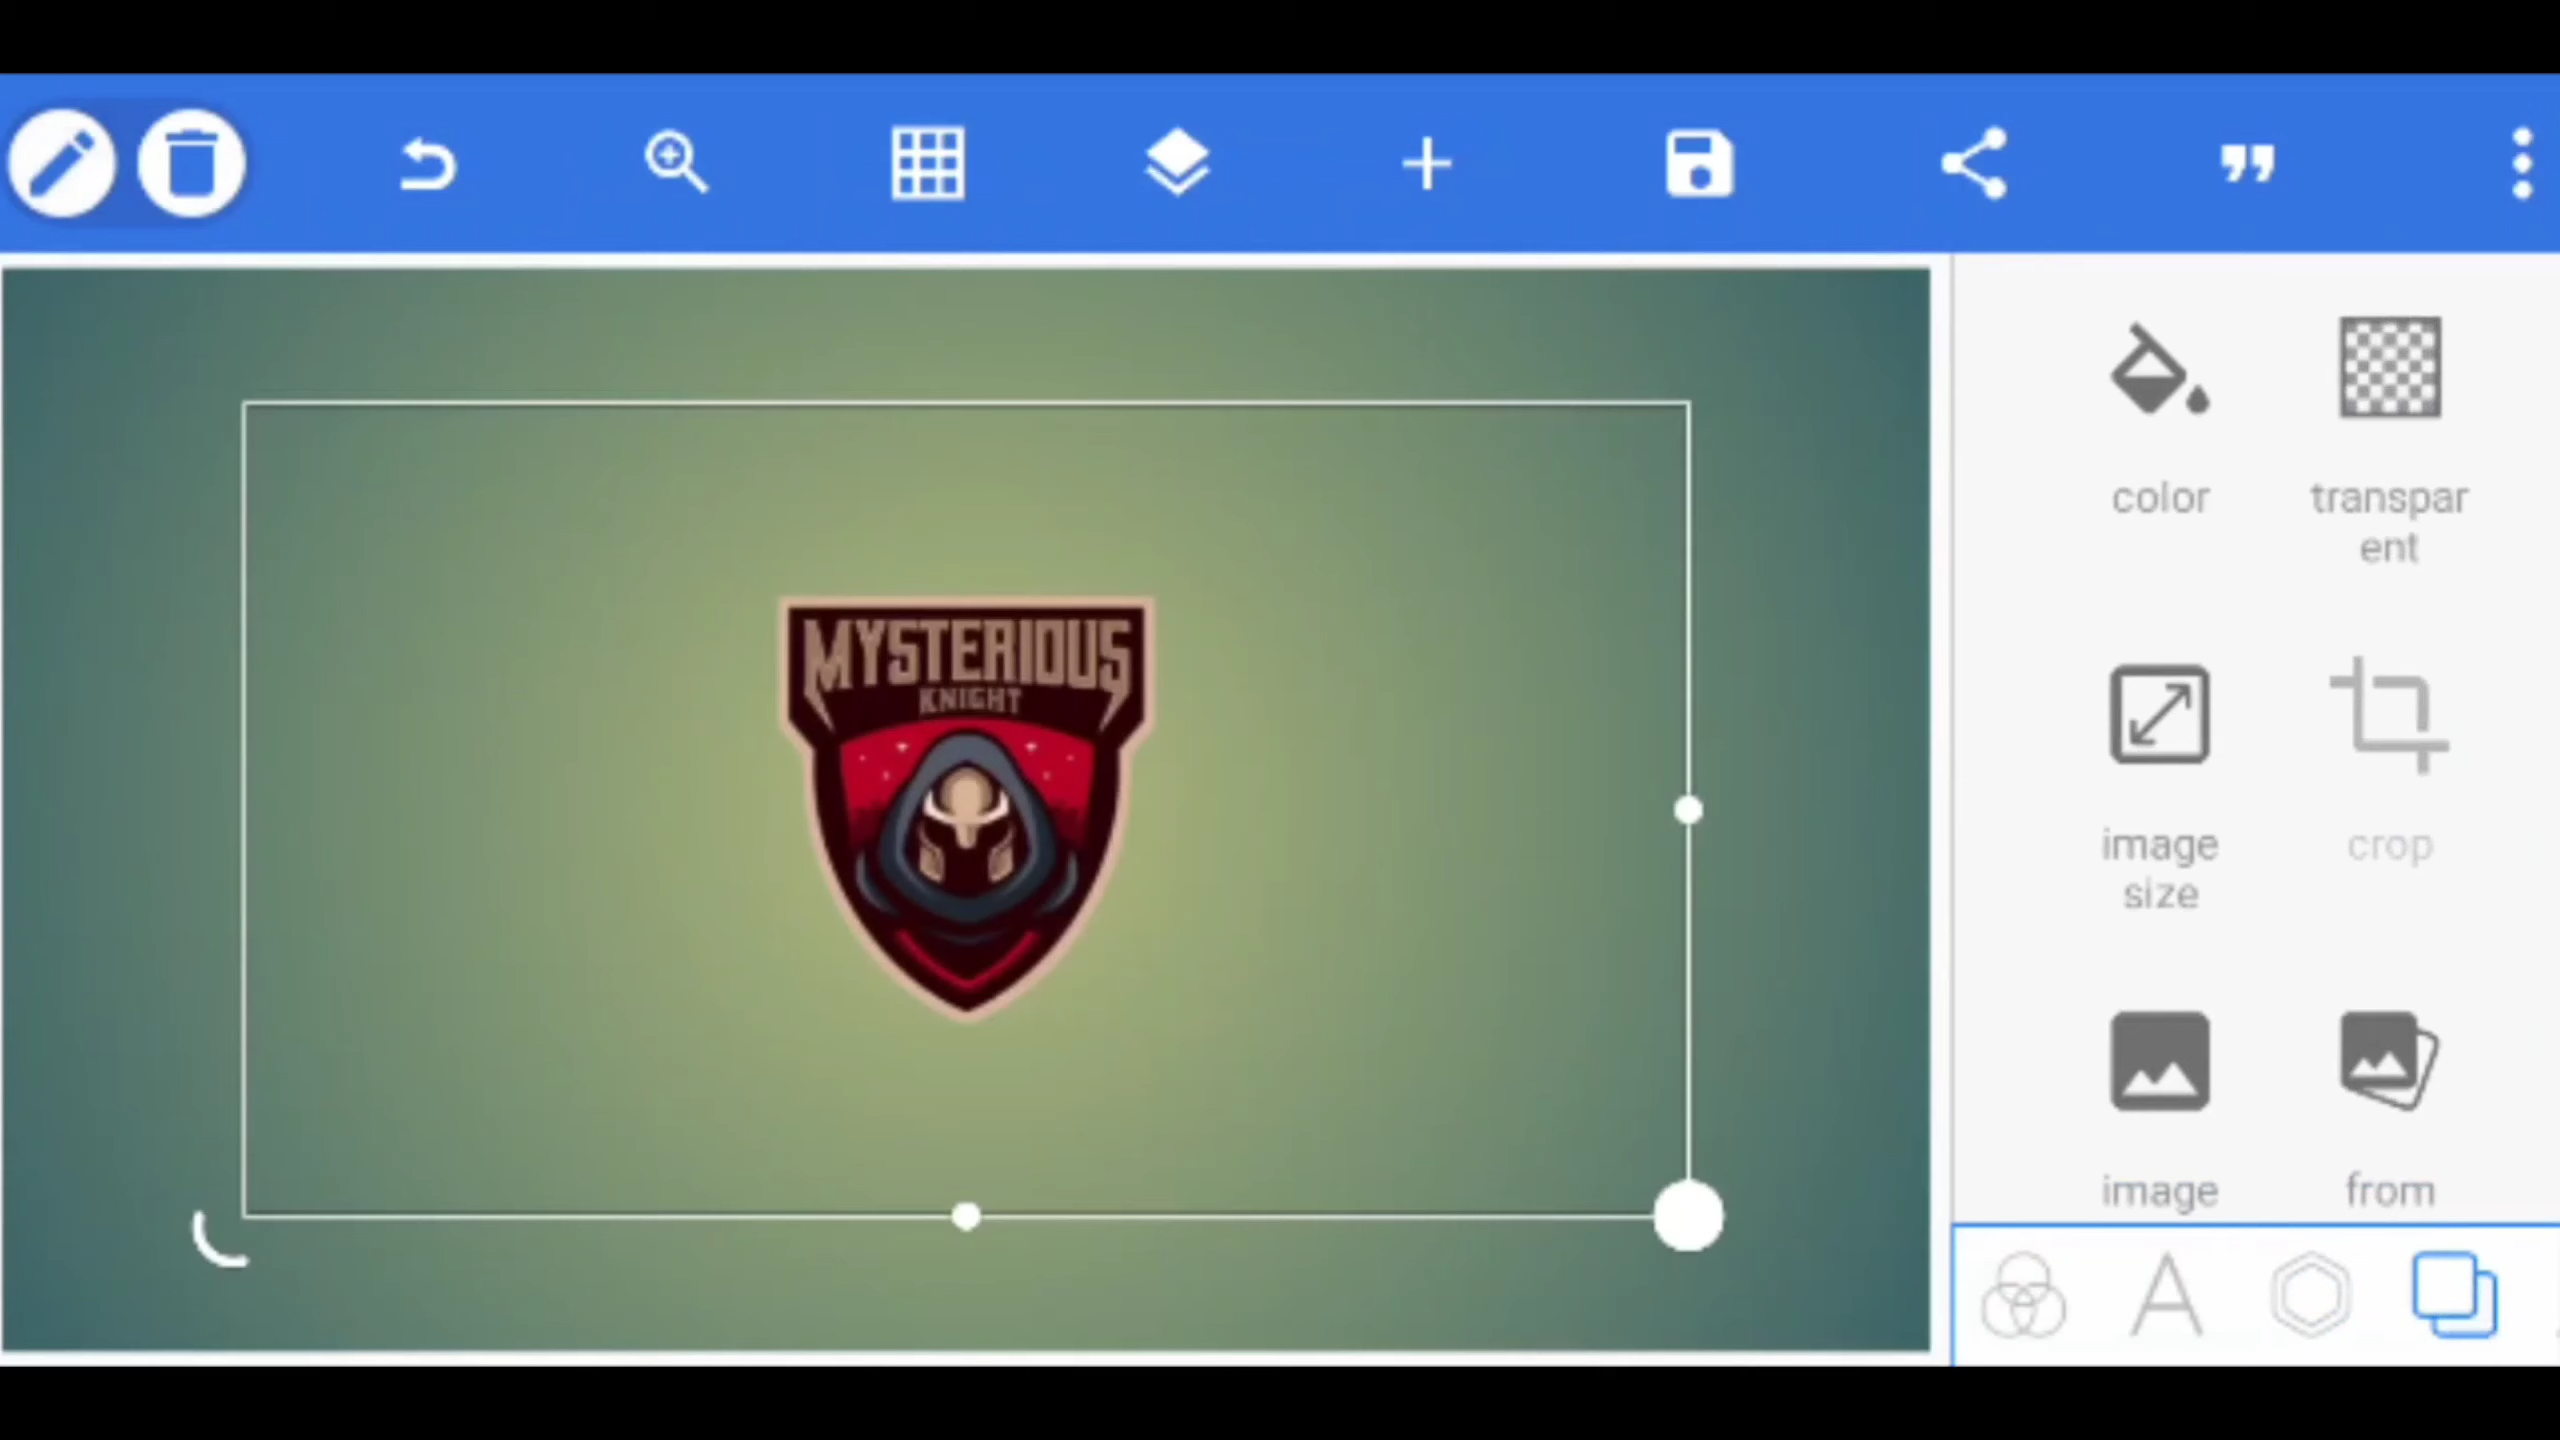 MYSTERIOUS
KNIGHT
color
transpar
ent
image
size
crop
image
from